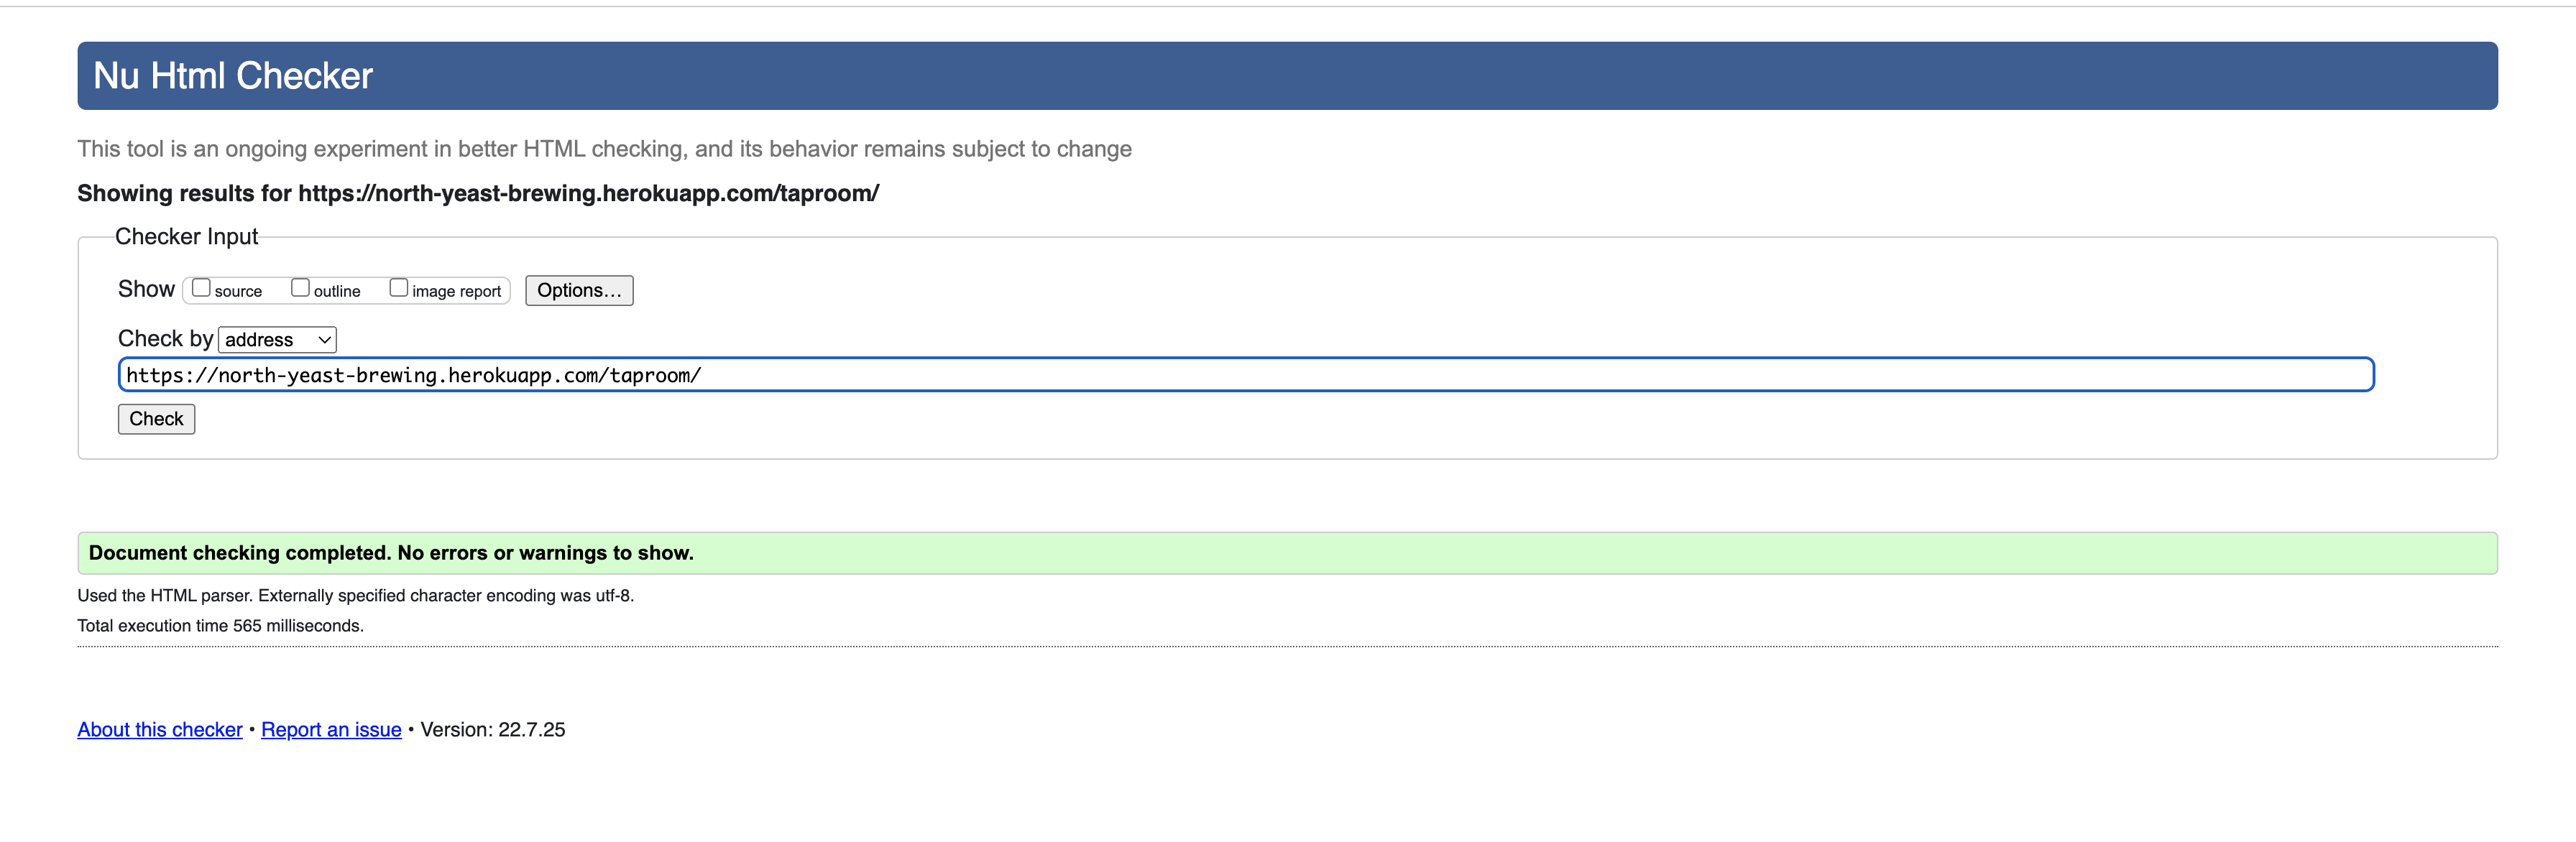 Nu Html Checker
This tool is an ongoing experiment in better HTML checking, and its behavior remains subject to change
Showing results for https://north-yeast-brewing.herokuapp.com/taproom/
Checker Input
Show source outline image report Options...
Check by address
https://north-yeast-brewing.herokuapp.com/taproom/
Check
Document checking completed. No errors or warnings to show.
Used the HTML parser. Externally specified character encoding was utf-8.
Total execution time 565 milliseconds.
About this checker • Report an issue • Version: 22.7.25